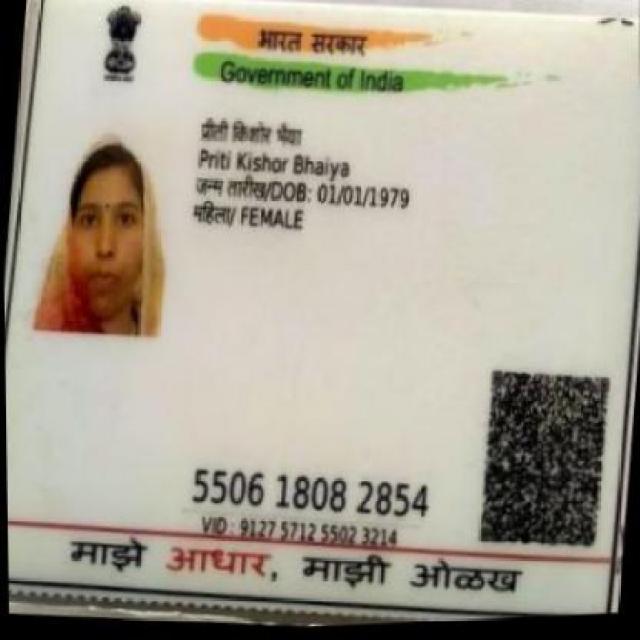 भारत सरकार
Government of India
प्रीती किशोर भैया
Priti Kishor Bhaiya
जन्म तारीख/DOB: 01/01/1979
महिला/ FEMALE
5506 1808 2854
VID: 9127 5712 5502 3214
माझे आधार, माझी ओळख